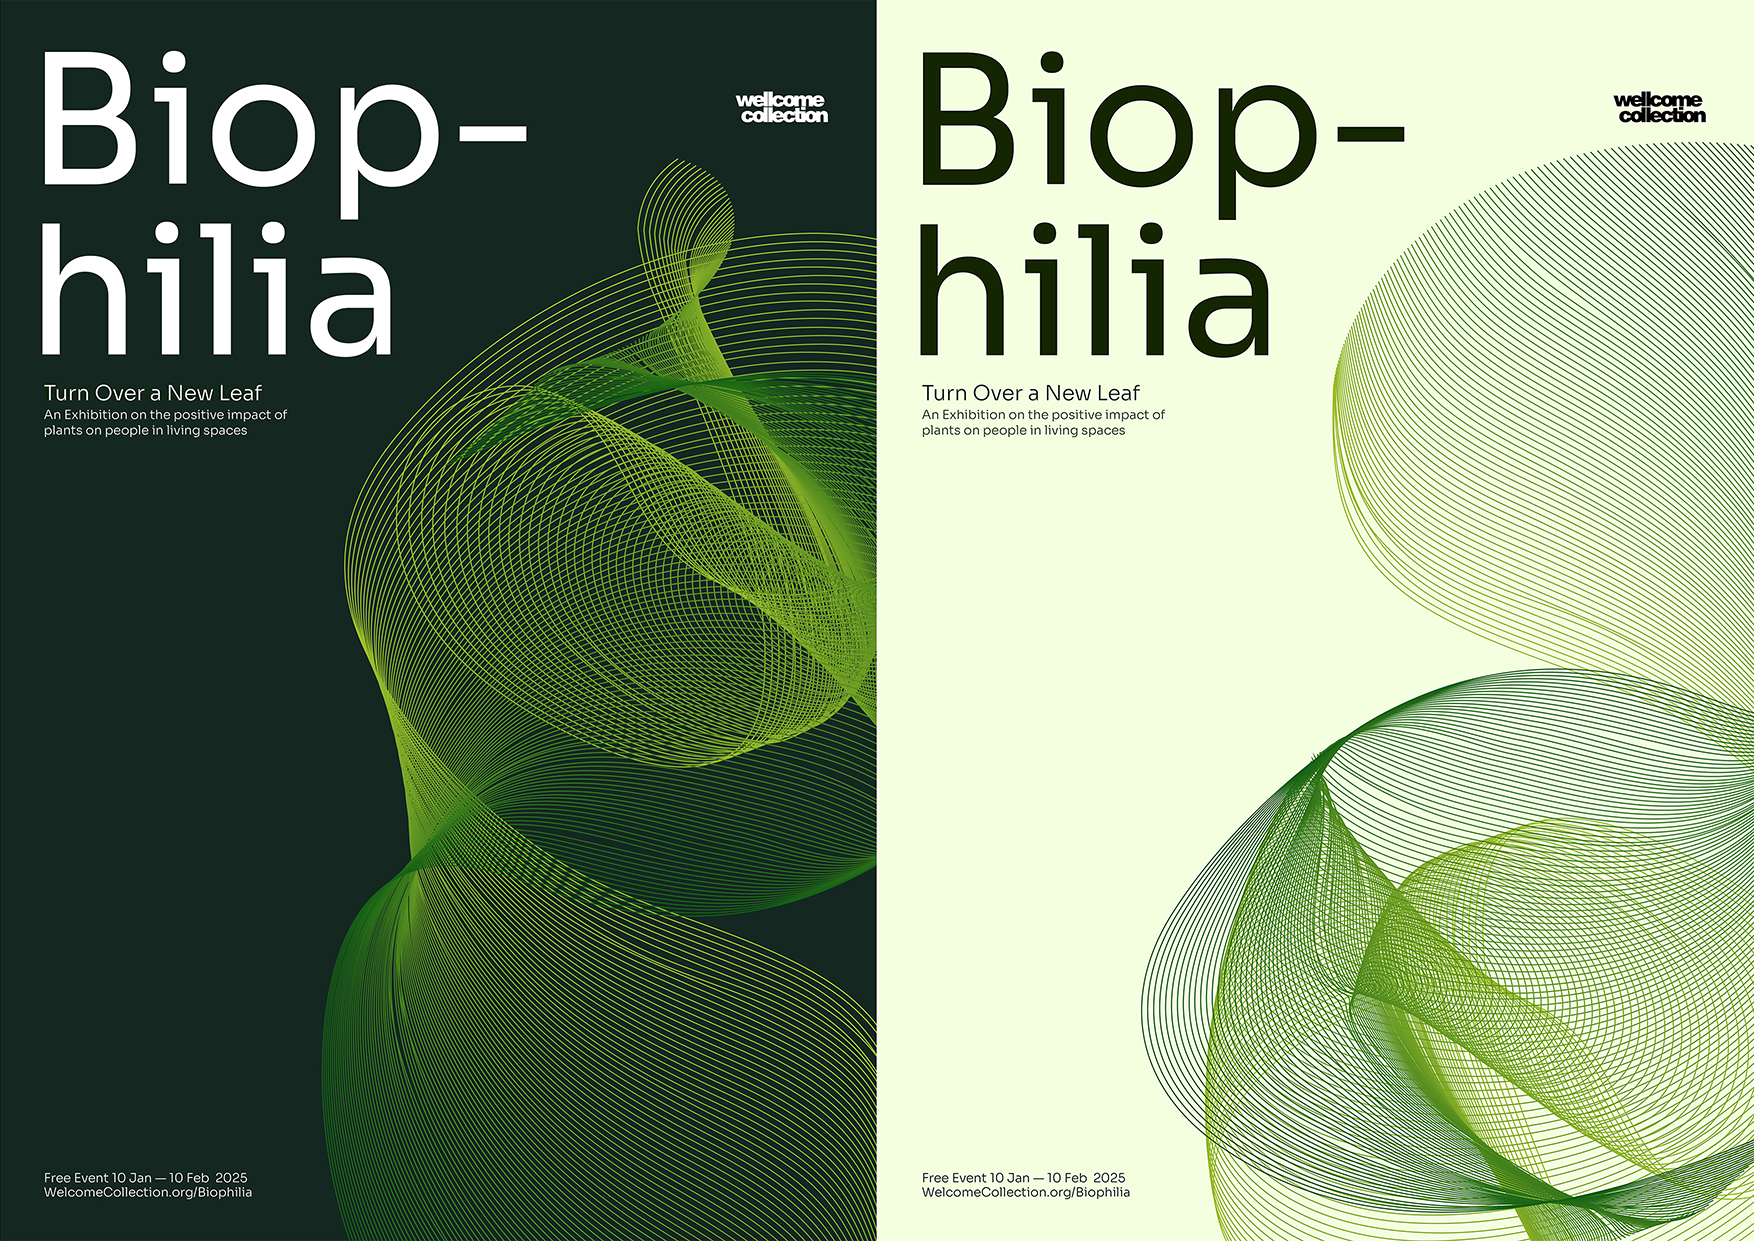 Biop–
hilia
wellcome
collection
Turn Over a New Leaf
An Exhibition on the positive impact of
plants on people in living spaces
Free Event 10 Jan — 10 Feb 2025
WelcomeCollection.org/Biophilia
Biop–
hilia
wellcome
collection
Turn Over a New Leaf
An Exhibition on the positive impact of
plants on people in living spaces
Free Event 10 Jan — 10 Feb 2025
WelcomeCollection.org/Biophilia